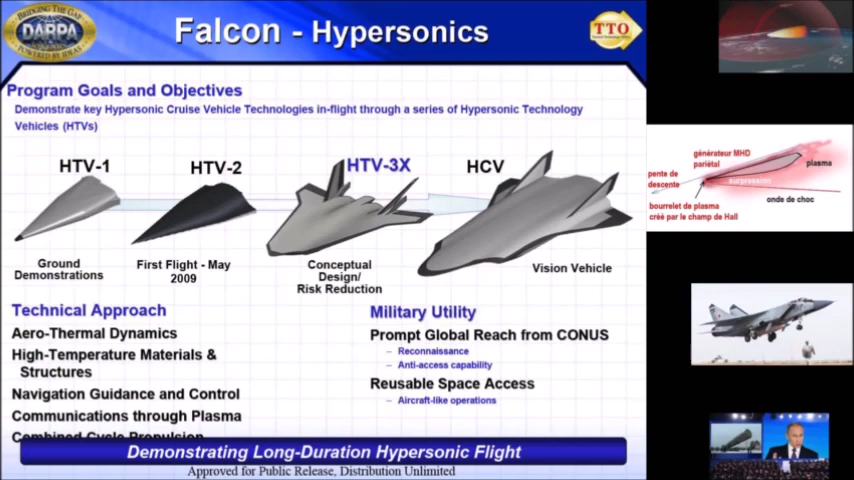 BRIDGING THE GAP
DARPA
POWERED BY IDEAS
Falcon - Hypersonics
TTO
Program Goals and Objectives
Demonstrate key Hypersonic Cruise Vehicle Technologies in-flight through a series of Hypersonic Technology
Vehicles (HTVs)
HTV-1
HTV-2
HTV-3X
HCV
Ground
Demonstrations
First Flight - May
2009
Conceptual
Design/
Risk Reduction
Vision Vehicle
Technical Approach
Aero-Thermal Dynamics
High-Temperature Materials &
Structures
Navigation Guidance and Control
Communications through Plasma
Combined Cycle Propulsion
Military Utility
Prompt Global Reach from CONUS
– Reconnaissance
– Anti-access capability
Reusable Space Access
– Aircraft-like operations
Demonstrating Long-Duration Hypersonic Flight
Approved for Public Release, Distribution Unlimited
générateur MHD
pariétal
plasma
pente de
descente
surpression
onde de choc
bourrelet de plasma
créé par le champ de Hall